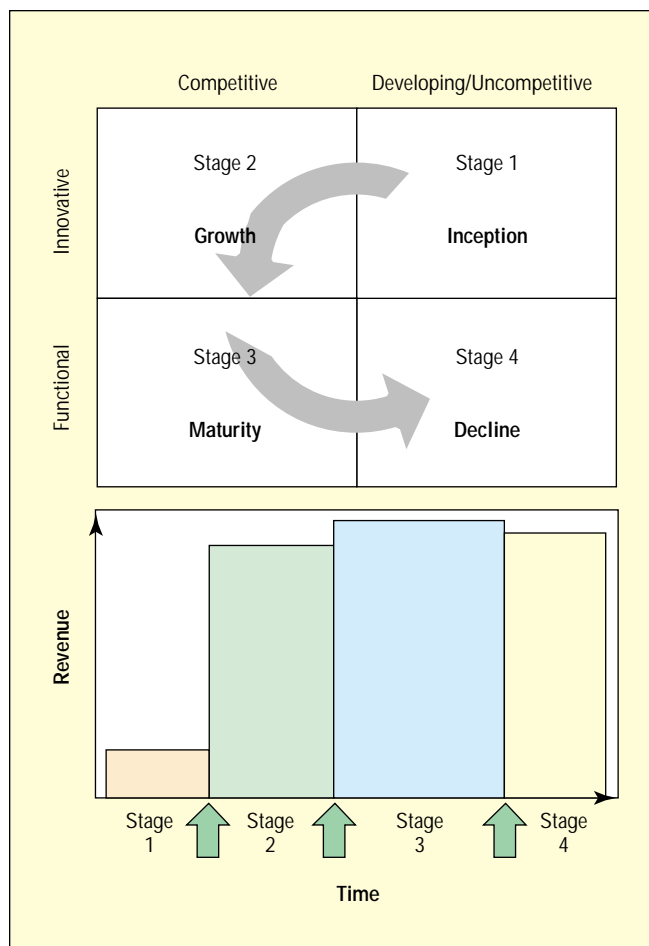 Competitive Developing/Uncompetitive
Innovative
Stage 2 Stage 1
Growth Inception
Functional
Stage 3 Stage 4
Maturity Decline
Revenue
Stage 1
Stage 2
Stage 3
Stage 4
Time